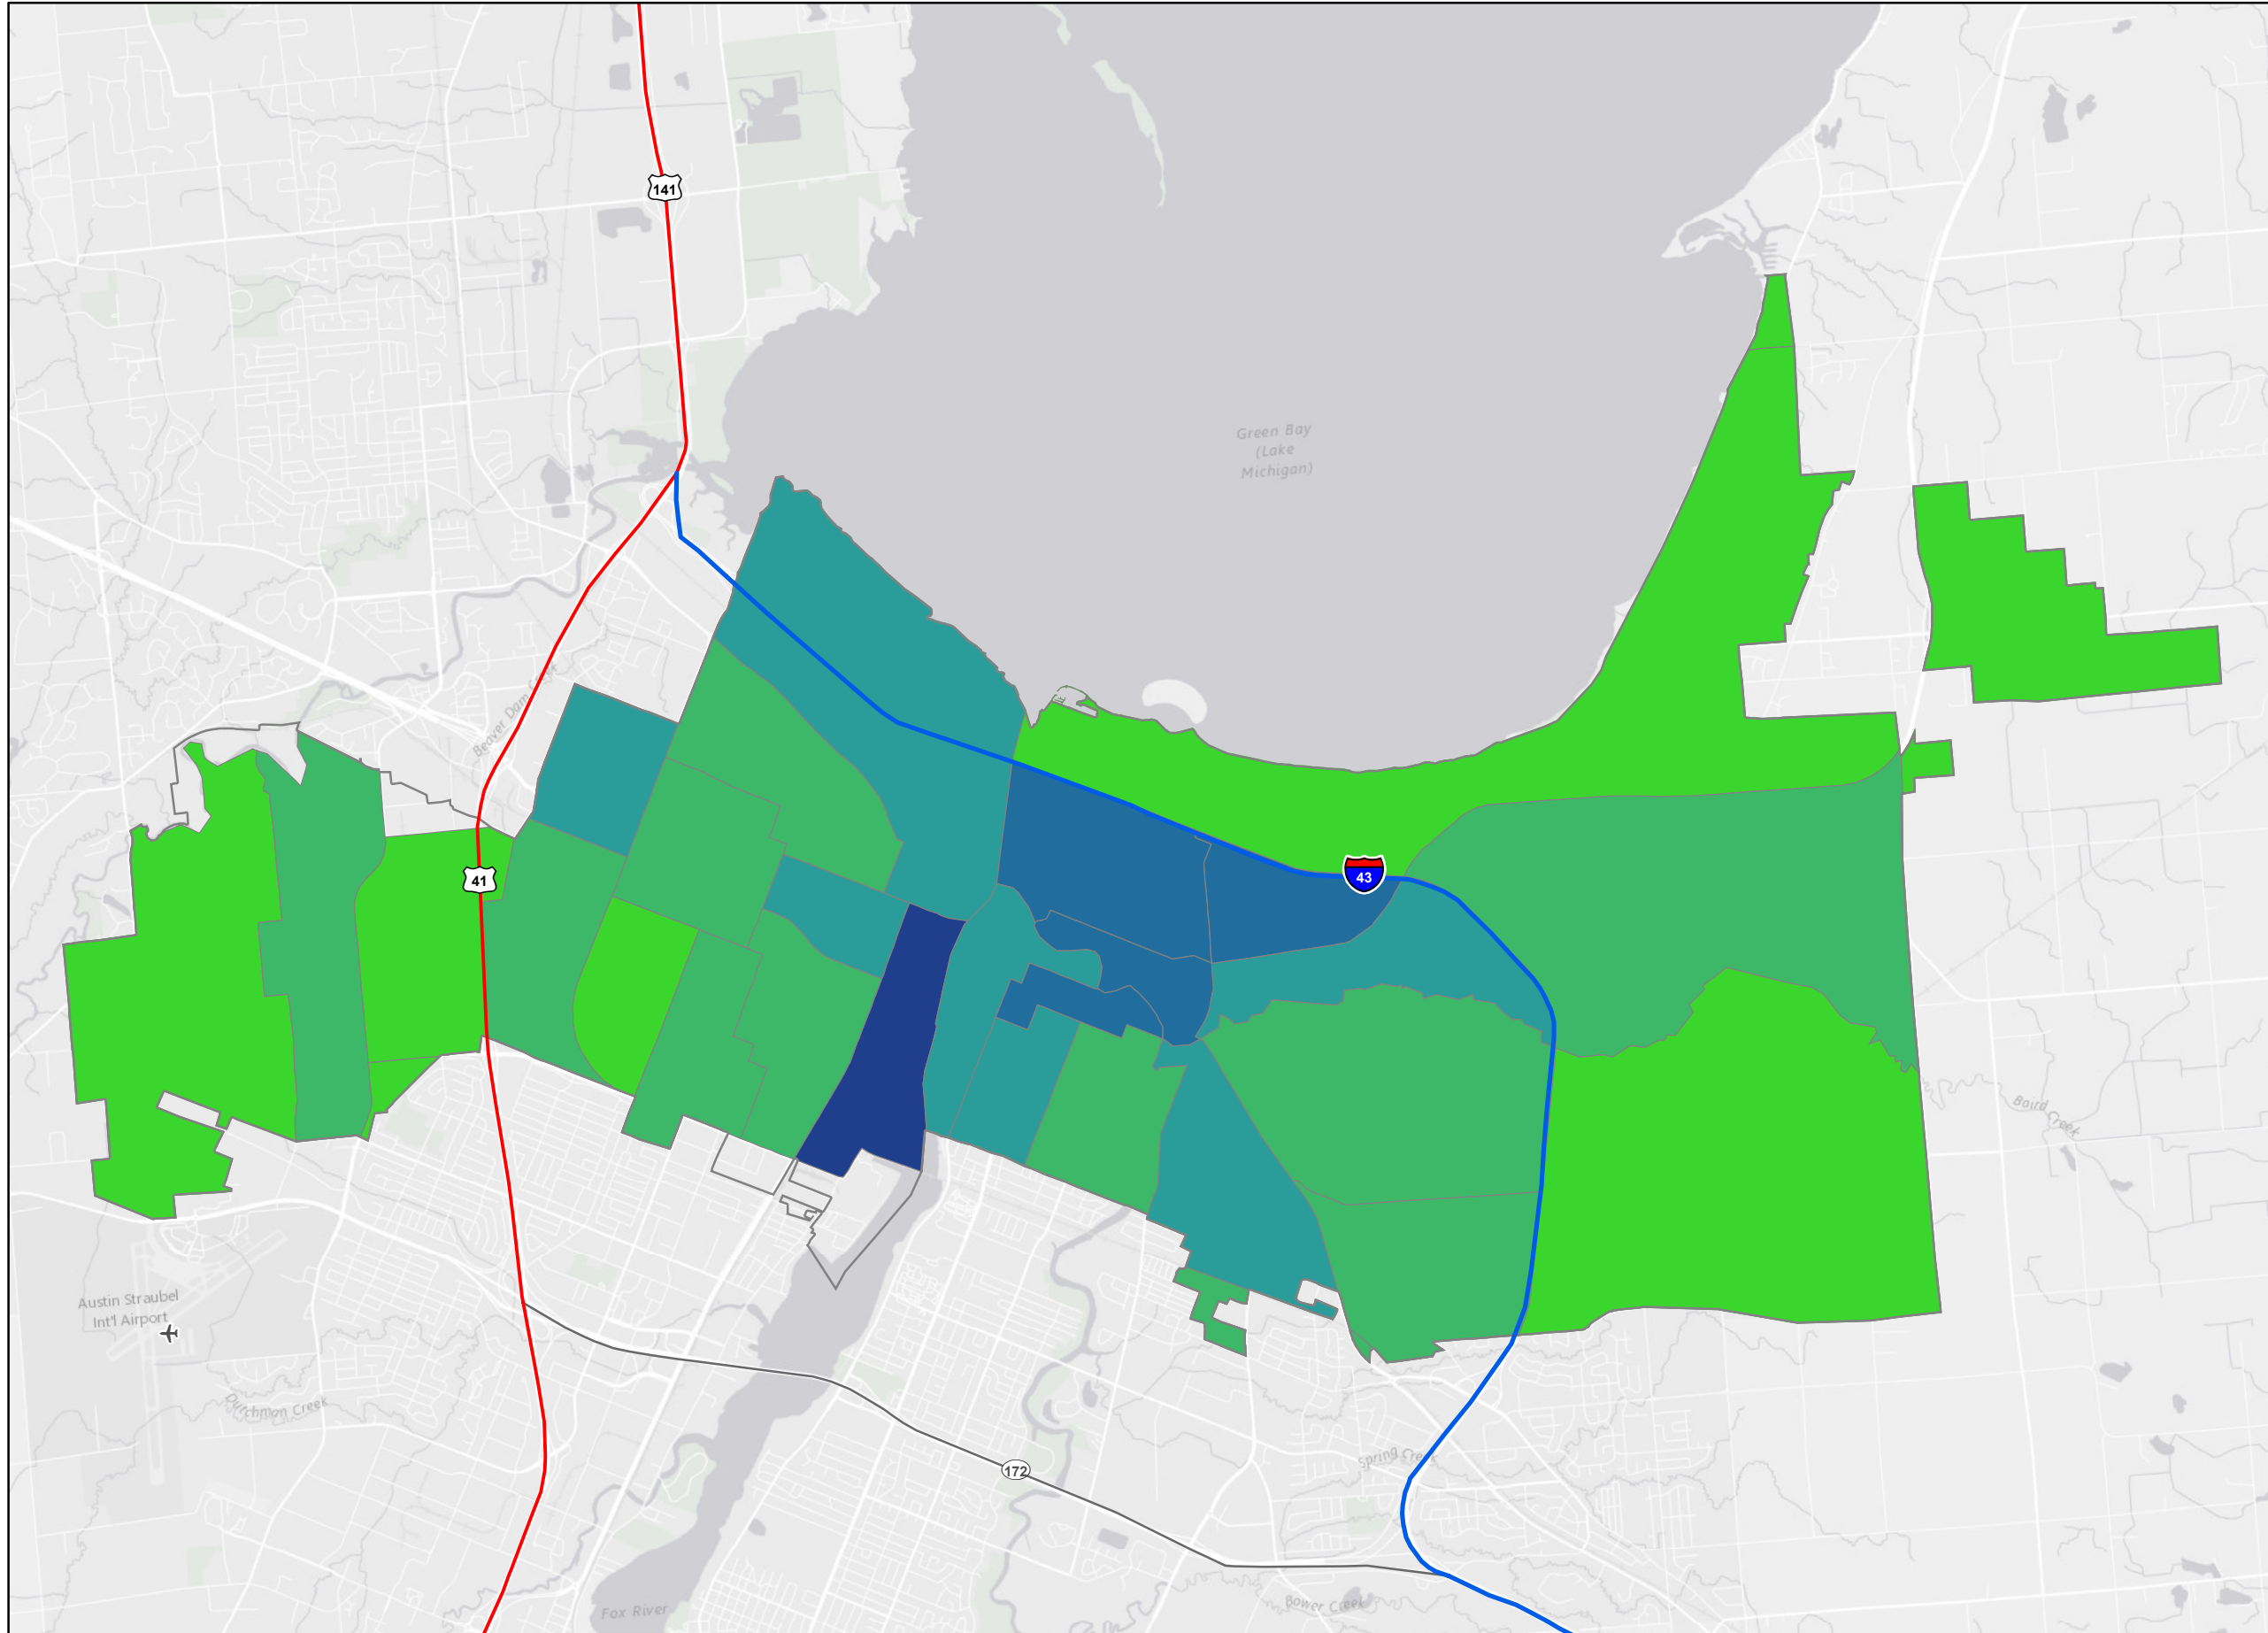 141
Green Bay
(Lake
Michigan)
Beaver Dam Creek
41
43
Baird Creek
Austin Straubel
Int'l Airport
Dutchman Creek
172
Spring Creek
Fox River
Bower Creek